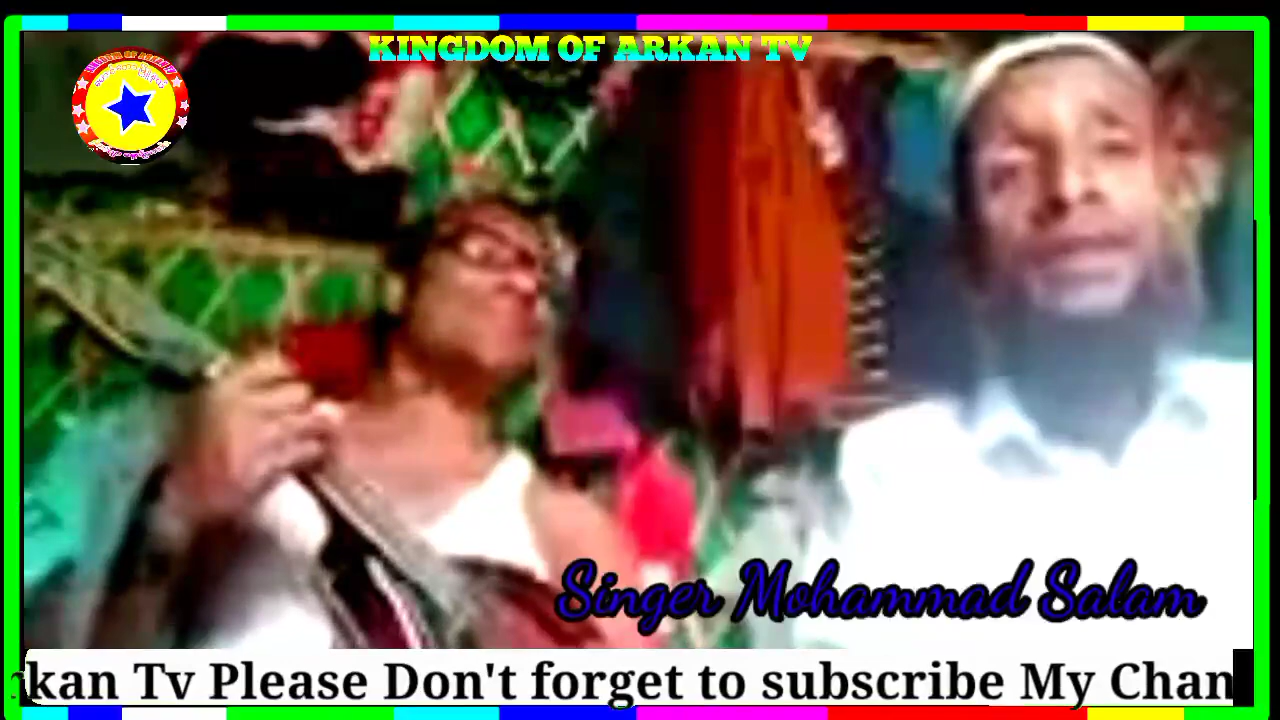 KINGDOM OF ARKAN TV
Singer Mohammad Salam
kan Tv Please Don't forget to subscribe My Chan